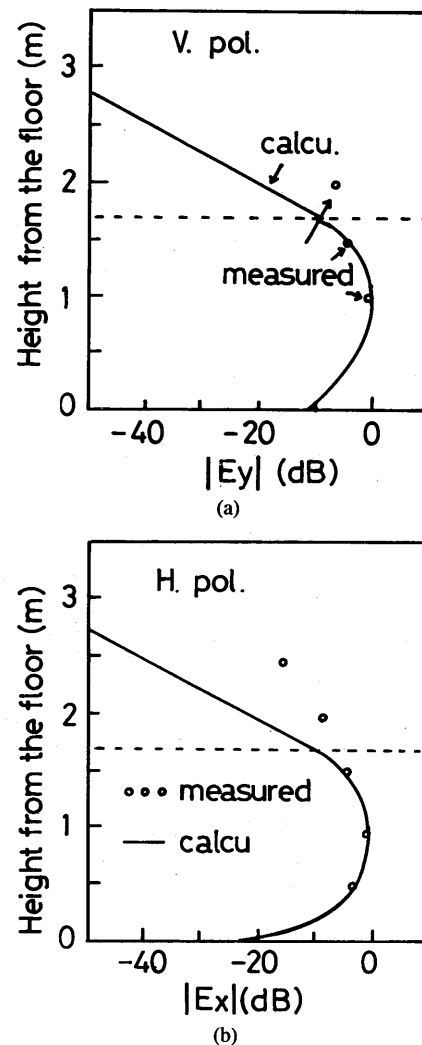 V. pol.
Height from the floor (m)
3
2
1
0
calcu.
measured
-40
-20
0
|Ey| (dB)
(a)
H. pol.
Height from the floor (m)
3
2
1
0
measured
calcu
-40
-20
0
|Ex|(dB)
(b)